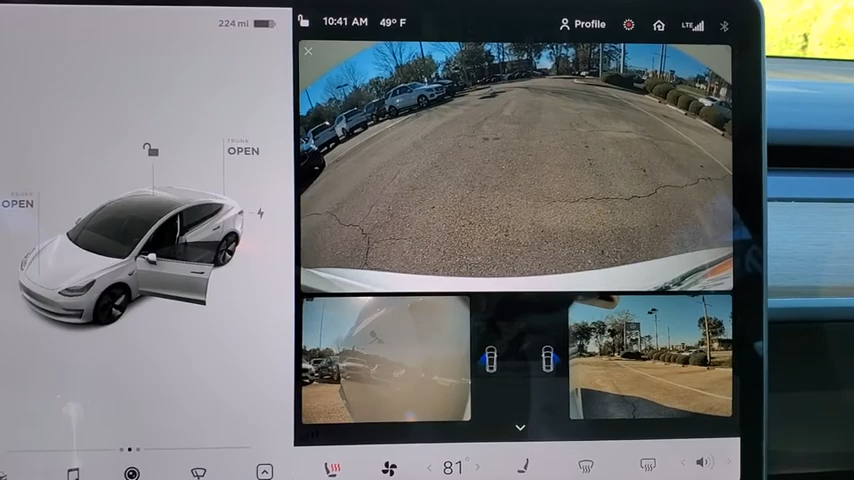 224 mi
10:41 AM 49° F
Profile
LTE
TRUNK
OPEN
OPEN
81°